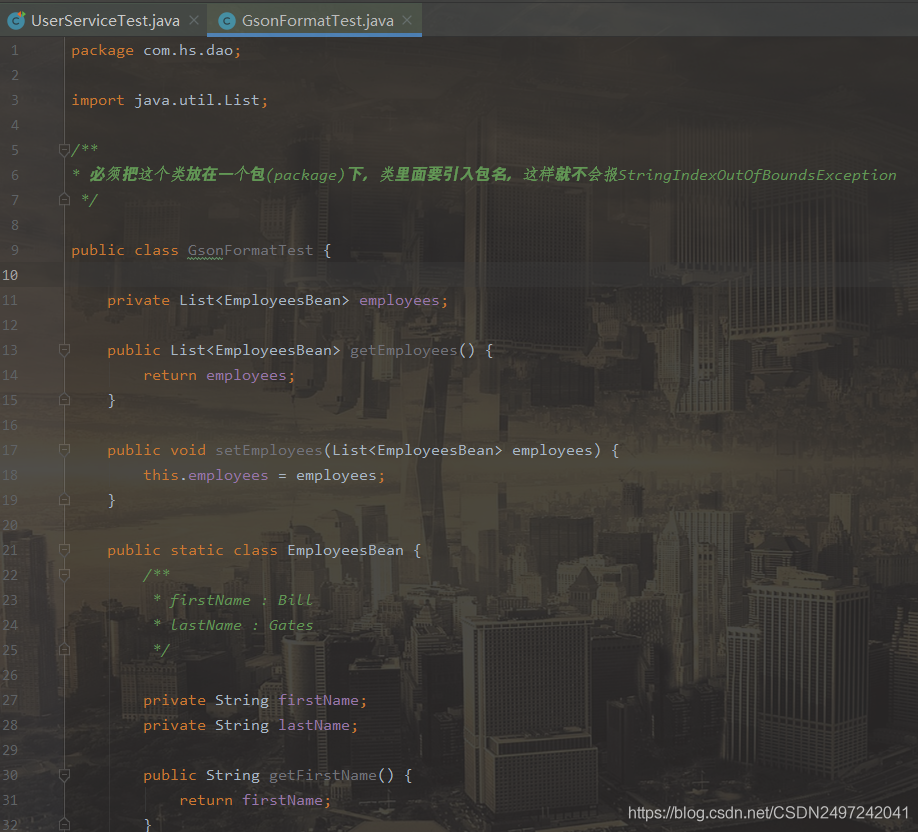 UserServiceTest.java
GsonFormatTest.java
1 package com.hs.dao;
2
3 import java.util.List;
4
5 /**
6 * 必须把这个类放在一个包(package)下，类里面要引入包名，这样就不会报StringIndexOutOfBoundsException
7 */
8
9 public class GsonFormatTest {
10
11 private List<EmployeesBean> employees;
12
13 public List<EmployeesBean> getEmployees() {
14 return employees;
15 }
16
17 public void setEmployees(List<EmployeesBean> employees) {
18 this.employees = employees;
19 }
20
21 public static class EmployeesBean {
22 /**
23 * firstName : Bill
24 * lastName : Gates
25 */
26
27 private String firstName;
28 private String lastName;
29
30 public String getFirstName() {
31 return firstName;
32 }
https://blog.csdn.net/CSDN2497242041